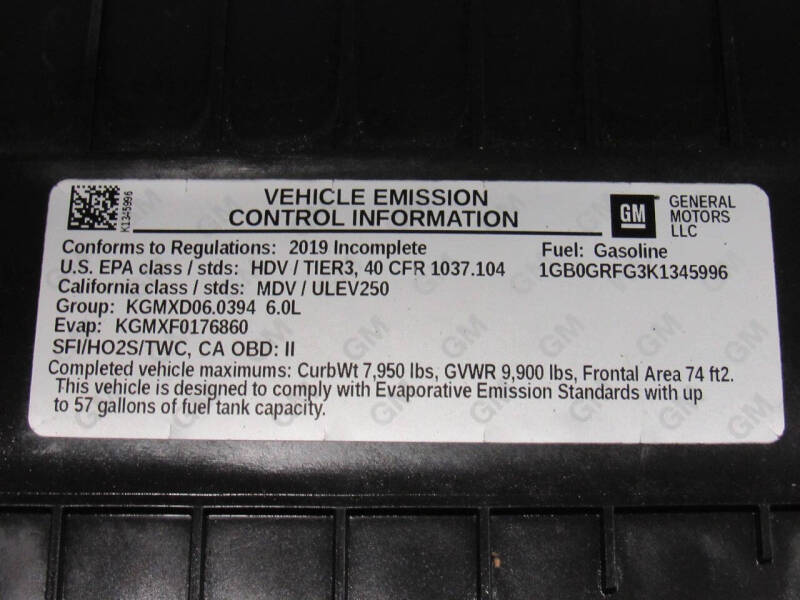 K1345996
VEHICLE EMISSION
CONTROL INFORMATION
GM
GENERAL
MOTORS
LLC
Conforms to Regulations: 2019 Incomplete
Fuel: Gasoline
U.S. EPA class / stds: HDV / TIER3, 40 CFR 1037.104
1GB0GRFG3K1345996
California class / stds: MDV / ULEV250
Group: KGMXD06.0394 6.0L
Evap: KGMXF0176860
SFI/HO2S/TWC, CA OBD: II
Completed vehicle maximums: CurbWt 7,950 lbs, GVWR 9,900 lbs, Frontal Area 74 ft2.
This vehicle is designed to comply with Evaporative Emission Standards with up
to 57 gallons of fuel tank capacity.